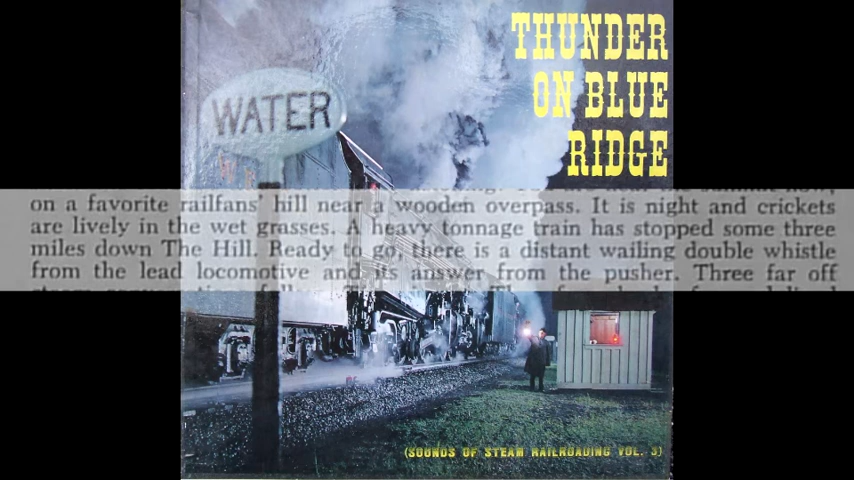 THUNDER
ON BLUE
RIDGE
WATER
on a favorite railfans' hill near a wooden overpass. It is night and crickets
are lively in the wet grasses. A heavy tonnage train has stopped some three
miles down The Hill. Ready to go, there is a distant wailing double whistle
from the lead locomotive and its answer from the pusher. Three far off
(SOUNDS OF STEAM RAILROADING VOL. 3)